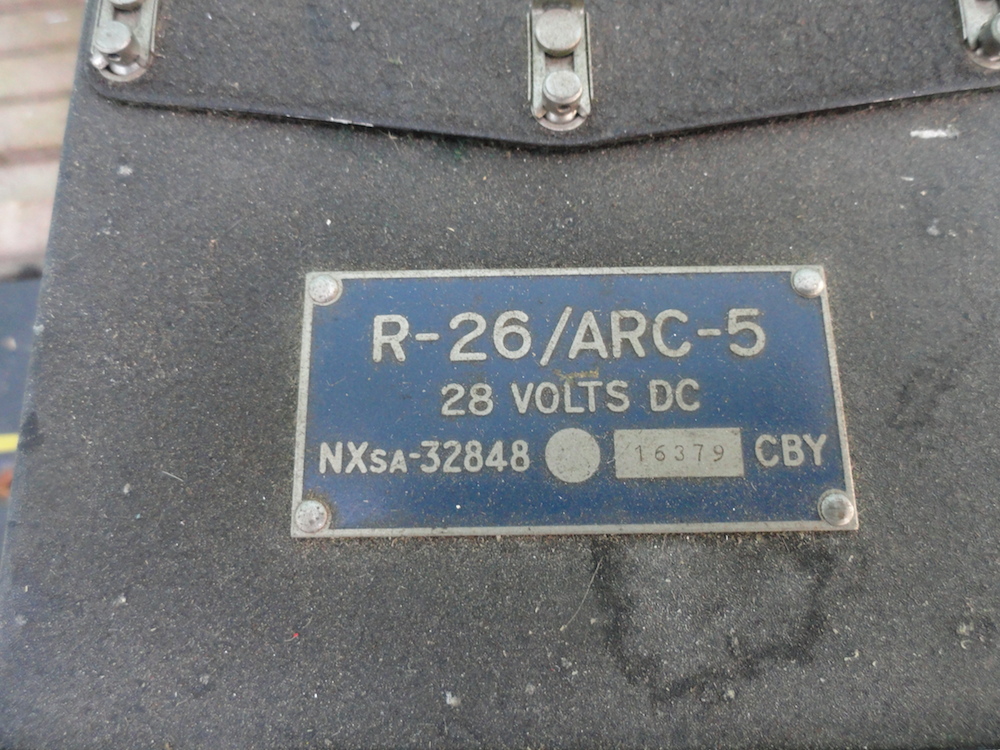 R-26/ARC-5
28 VOLTS DC
NXSA-32848 16379 CBY